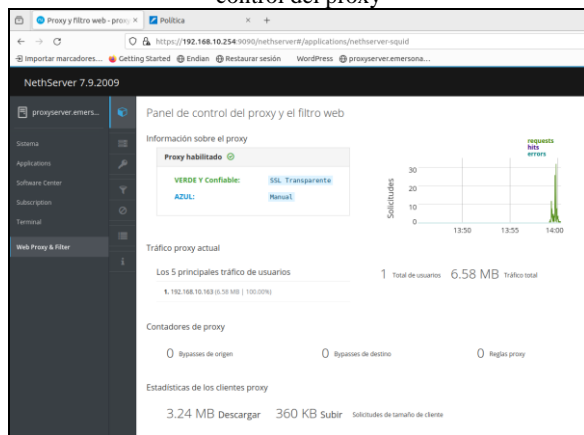 control del proxy
Proxy y filtro web - proxy
Política
https://192.168.10.254:9090/nethserver#/applications/nethserver-squid
Importar marcadores...
Getting Started
Endian
Restaurar sesión
WordPress
proxyserver.emersona...
NethServer 7.9.2009
proxyserver.emers...
Sistema
Applications
Software Center
Subscription
Terminal
Web Proxy & Filter
Panel de control del proxy y el filtro web
Información sobre el proxy
Proxy habilitado
VERDE Y Confiable: SSL Transparente
AZUL: Manual
requests
hits
errors
Solicitudes
30
20
10
0
13:50 13:55 14:00
Tráfico proxy actual
Los 5 principales tráfico de usuarios
1. 192.168.10.163 (6.58 MB | 100.00%)
1 Total de usuarios 6.58 MB Tráfico total
Contadores de proxy
0 Bypasses de origen 0 Bypasses de destino 0 Reglas proxy
Estadísticas de los clientes proxy
3.24 MB Descargar 360 KB Subir Solicitudes de tamaño de cliente